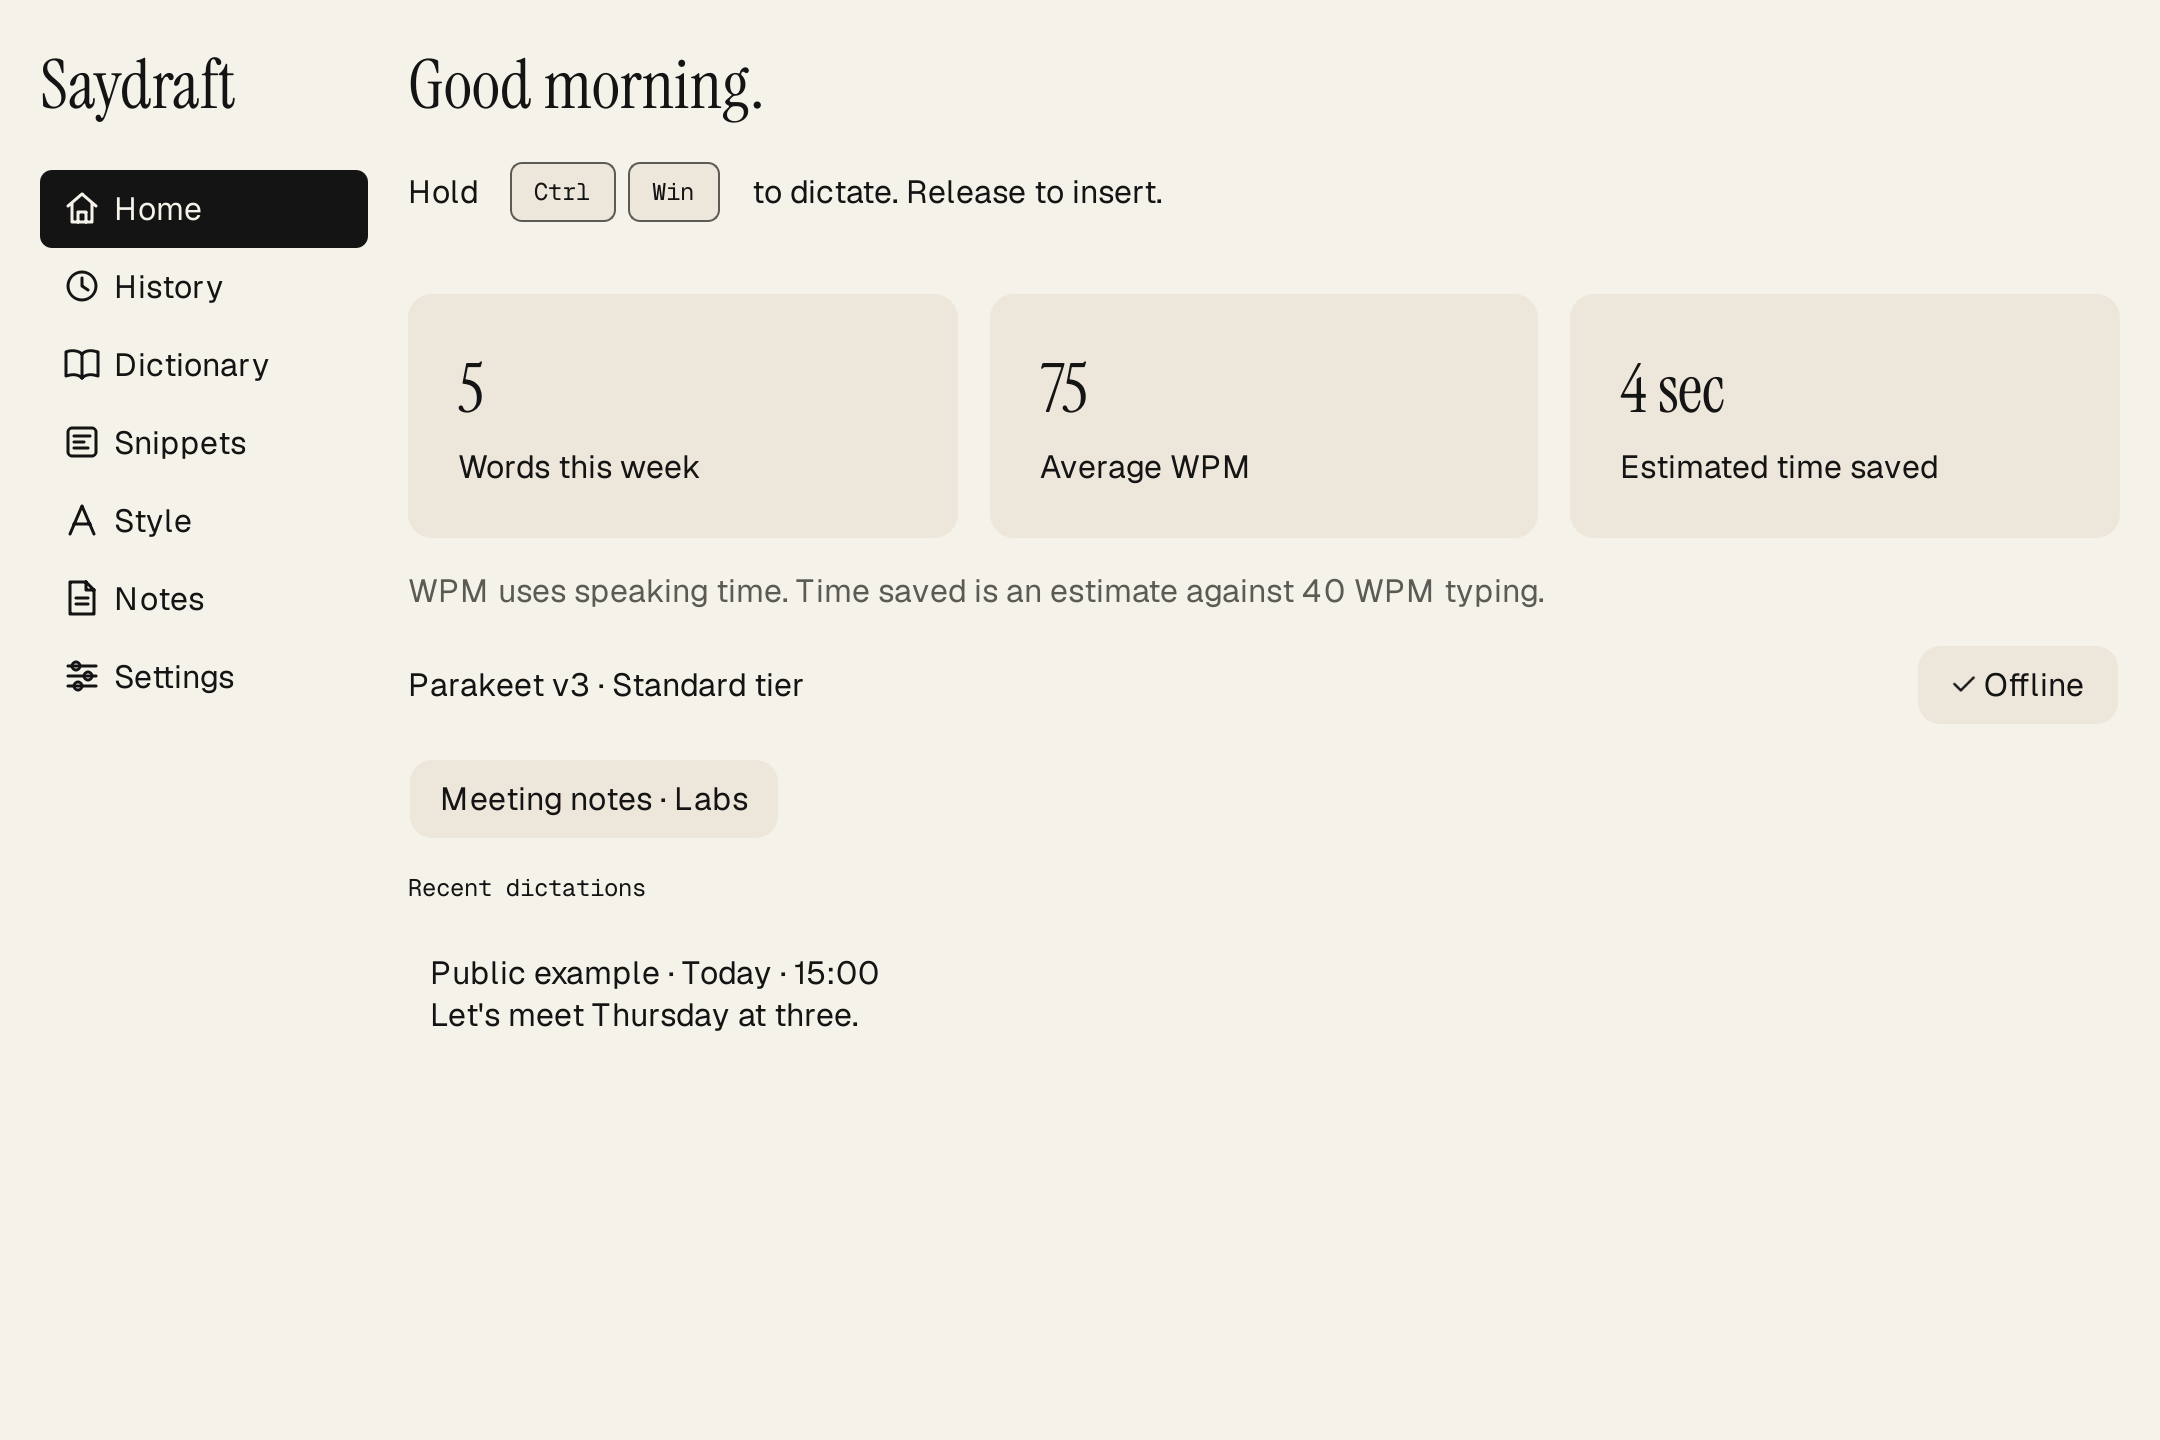 Saydraft
Home
History
Dictionary
Snippets
Style
Notes
Settings
Good morning.
Hold Ctrl Win to dictate. Release to insert.
5
Words this week
75
Average WPM
4 sec
Estimated time saved
WPM uses speaking time. Time saved is an estimate against 40 WPM typing.
Parakeet v3 · Standard tier
Offline
Meeting notes · Labs
Recent dictations
Public example · Today · 15:00
Let's meet Thursday at three.